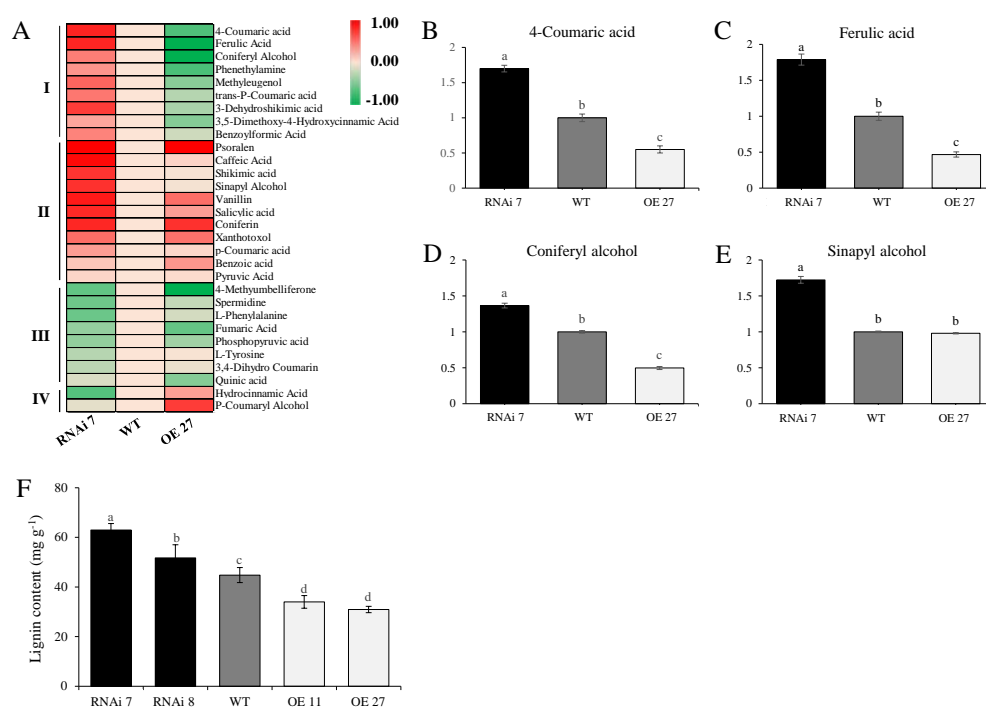 A
I
II
III
IV
4-Coumaric acid
Ferulic Acid
Coniferyl Alcohol
Phenethylamine
Methyleugenol
trans-P-Coumaric acid
3-Dehydroshikimic acid
3,5-Dimethoxy-4-Hydroxycinnamic Acid
Benzoylformic Acid
Psoralen
Caffeic Acid
Shikimic acid
Sinapyl Alcohol
Vanillin
Salicylic acid
Coniferin
Xanthotoxol
p-Coumaric acid
Benzoic acid
Pyruvic Acid
4-Methyumbelliferone
Spermidine
L-Phenylalanine
Fumaric Acid
Phosphopyruvic acid
L-Tyrosine
3,4-Dihydro Coumarin
Quinic acid
Hydrocinnamic Acid
P-Coumaryl Alcohol
RNAi 7 WT OE 27
1.00
0.00
-1.00
B
4-Coumaric acid
2
1.5
1
0.5
0
a
b
c
RNAi 7 WT OE 27
C
Ferulic acid
2
1.5
1
0.5
0
a
b
c
RNAi 7 WT OE 27
D
Coniferyl alcohol
2
1.5
1
0.5
0
a
b
c
RNAi 7 WT OE 27
E
Sinapyl alcohol
2
1.5
1
0.5
0
a
b
b
RNAi 7 WT OE 27
F
Lignin content (mg g-1)
80
60
40
20
0
a
b
c
d
d
RNAi 7 RNAi 8 WT OE 11 OE 27